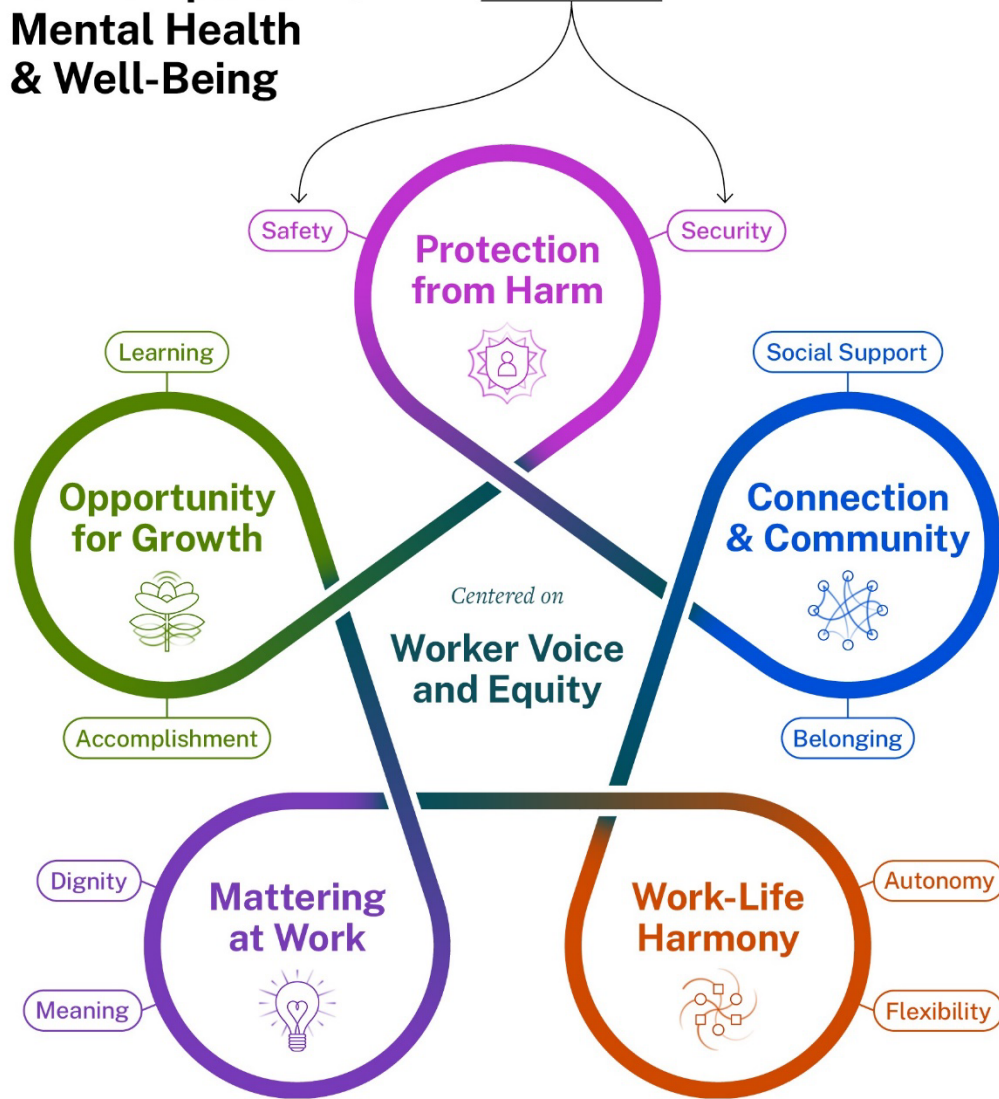 Mental Health
& Well-Being
Safety
Security
Protection
from Harm
Learning
Social Support
Opportunity
for Growth
Connection
& Community
Centered on
Worker Voice
and Equity
Accomplishment
Belonging
Dignity
Autonomy
Mattering
at Work
Work-Life
Harmony
Meaning
Flexibility